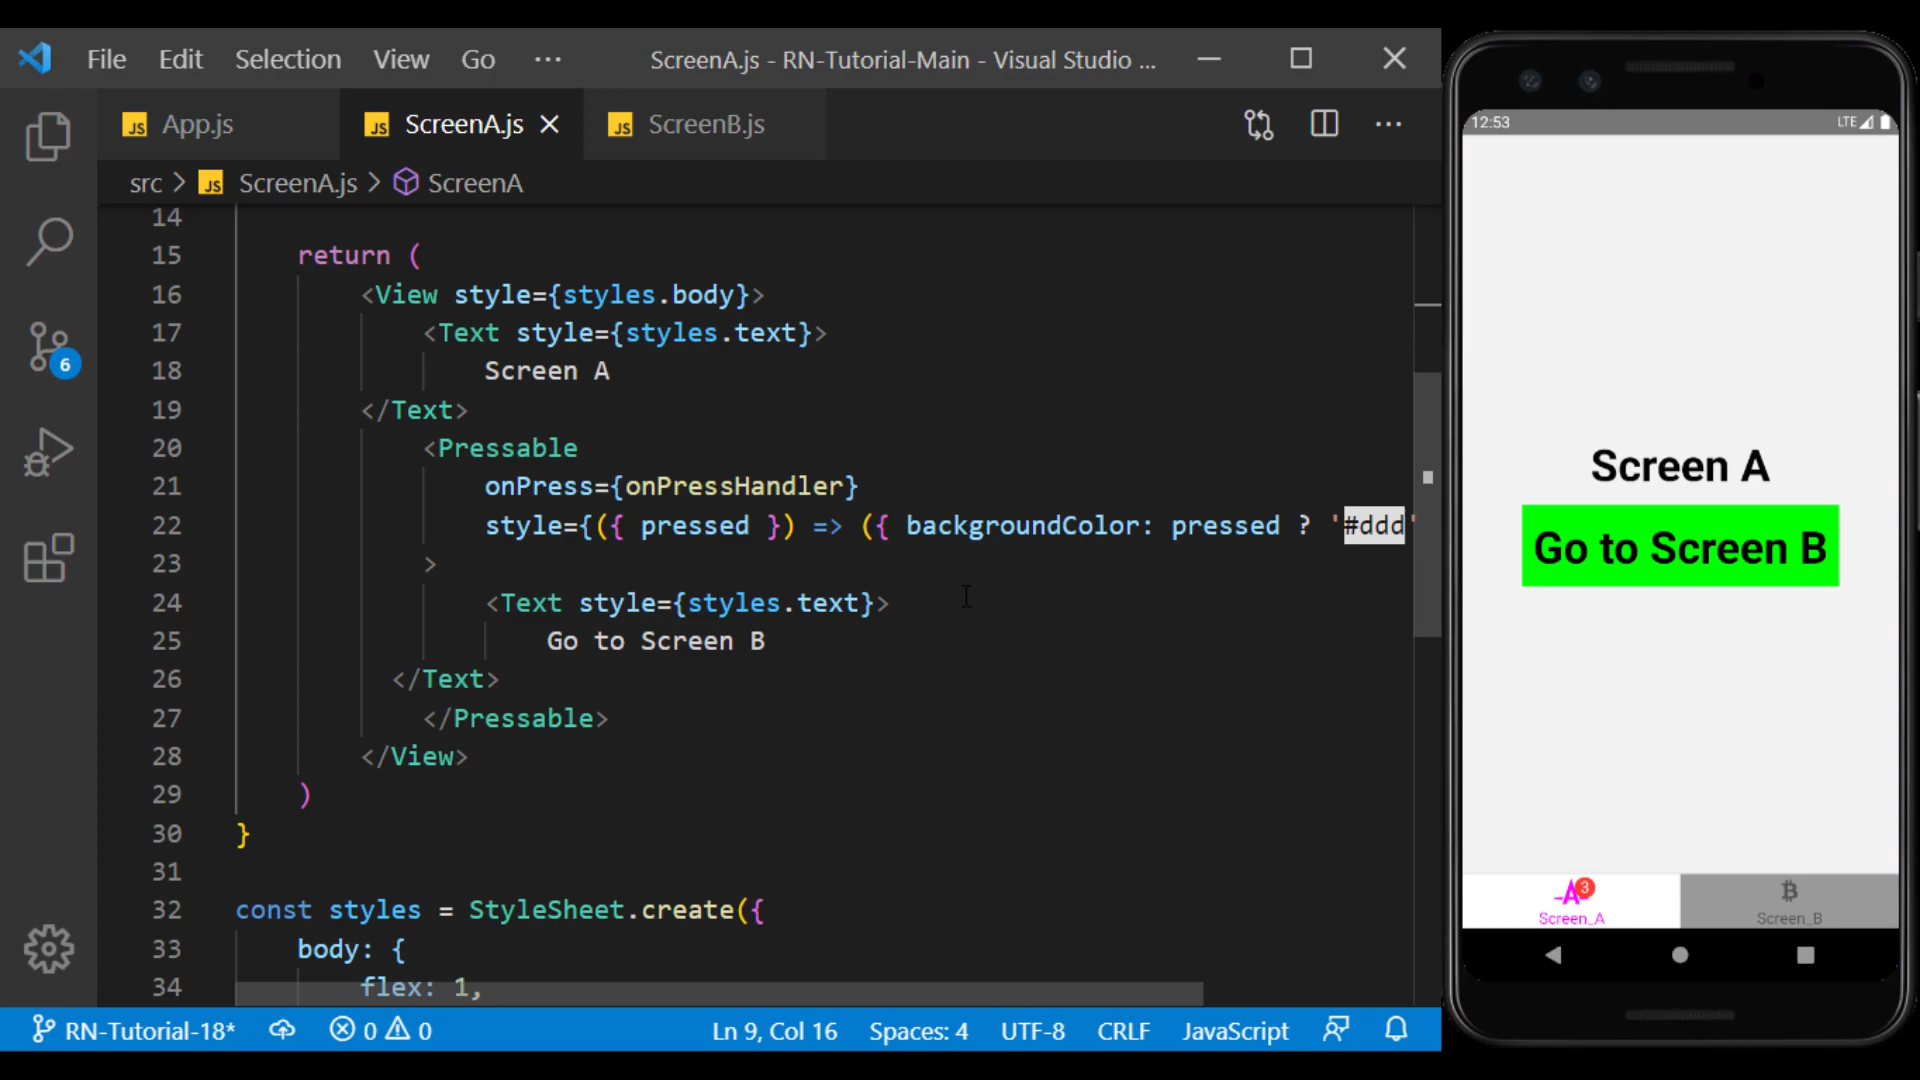 File Edit Selection View Go ··· ScreenA.js - RN-Tutorial-Main - Visual Studio ...
JS App.js JS ScreenA.js JS ScreenB.js ···
src > JS ScreenA.js > ScreenA
14
15 return (
16 <View style={styles.body}>
17 <Text style={styles.text}>
18 Screen A
19 </Text>
20 <Pressable
21 onPress={onPressHandler}
22 style={({ pressed }) => ({ backgroundColor: pressed ? '#ddd'
23 >
24 <Text style={styles.text}>
25 Go to Screen B
26 </Text>
27 </Pressable>
28 </View>
29 )
30 }
31
32 const styles = StyleSheet.create({
33 body: {
34 flex: 1,
6
RN-Tutorial-18* 0 0 Ln 9, Col 16 Spaces: 4 UTF-8 CRLF JavaScript
12:53 LTE
Screen A
Go to Screen B
A 3
Screen_A Screen_B